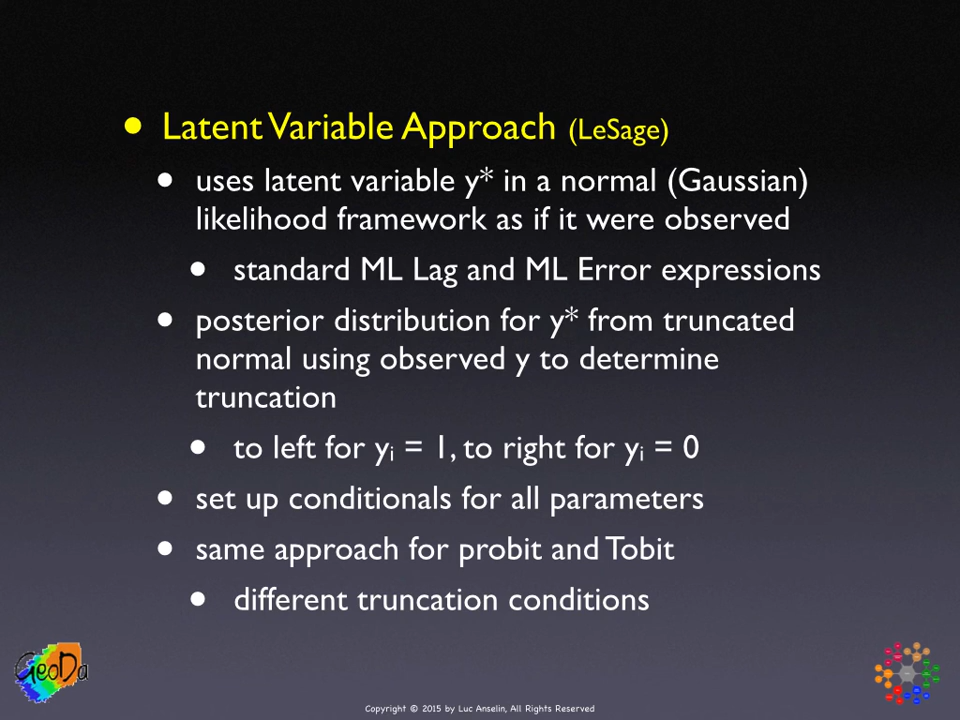 • Latent Variable Approach (LeSage)
• uses latent variable y* in a normal (Gaussian)
likelihood framework as if it were observed
• standard ML Lag and ML Error expressions
• posterior distribution for y* from truncated
normal using observed y to determine
truncation
• to left for yᵢ = 1, to right for yᵢ = 0
• set up conditionals for all parameters
• same approach for probit and Tobit
• different truncation conditions
GeoDa
Copyright © 2015 by Luc Anselin, All Rights Reserved